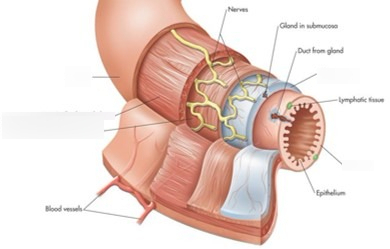 Nerves
Gland in submucosa
Duct from gland
Lymphatic tissue
Epithelium
Blood vessels